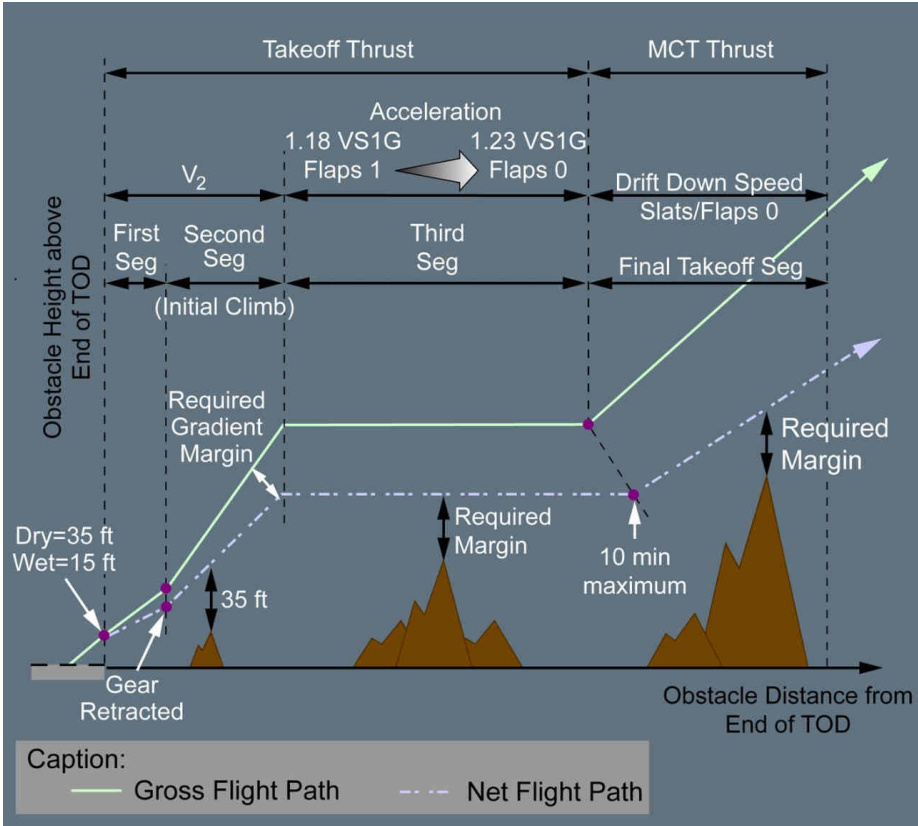 Takeoff Thrust
MCT Thrust
Acceleration
1.18 VS1G
Flaps 1
1.23 VS1G
Flaps 0
V2
Drift Down Speed
Slats/Flaps 0
First
Seg
Second
Seg
(Initial Climb)
Third
Seg
Final Takeoff Seg
Obstacle Height above
End of TOD
Required
Gradient
Margin
Required
Margin
Dry=35 ft
Wet=15 ft
35 ft
Required
Margin
10 min
maximum
Gear
Retracted
Obstacle Distance from
End of TOD
Caption:
Gross Flight Path
Net Flight Path